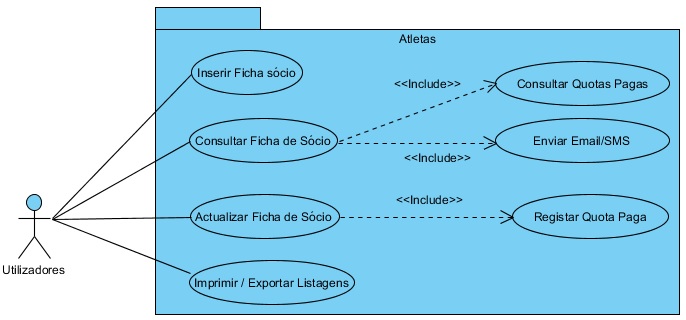 Atletas
Inserir Ficha sócio
<<Include>>
Consultar Quotas Pagas
Consultar Ficha de Sócio
Enviar Email/SMS
<<Include>>
<<Include>>
Actualizar Ficha de Sócio
Registar Quota Paga
Utilizadores
Imprimir / Exportar Listagens